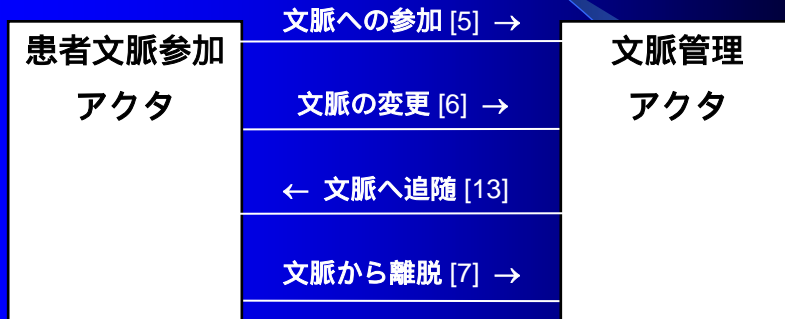 患者文脈参加
アクタ
文脈への参加 [5] →
文脈の変更 [6] →
← 文脈へ追随 [13]
文脈から離脱 [7] →
文脈管理
アクタ